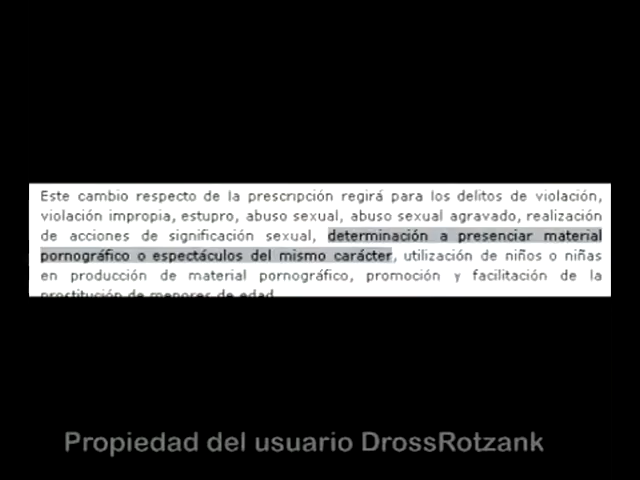 Este cambio respecto de la prescripción regirá para los delitos de violación,
violación impropia, estupro, abuso sexual, abuso sexual agravado, realización
de acciones de significación sexual, determinación a presenciar material
pornográfico o espectáculos del mismo carácter, utilización de niños o niñas
en producción de material pornográfico, promoción y facilitación de la
prostitución de menores de edad
Propiedad del usuario DrossRotzank